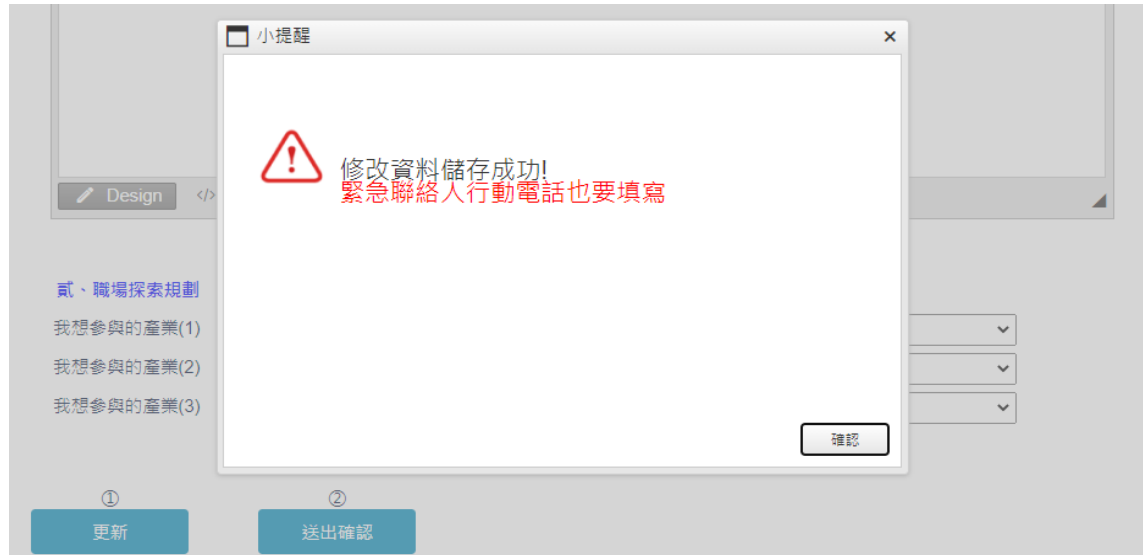 小提醒
×
修改資料儲存成功!
緊急聯絡人行動電話也要填寫
確認
Design </>
貳、職場探索規劃
我想參與的產業(1)
我想參與的產業(2)
我想參與的產業(3)
① ②
更新 送出確認